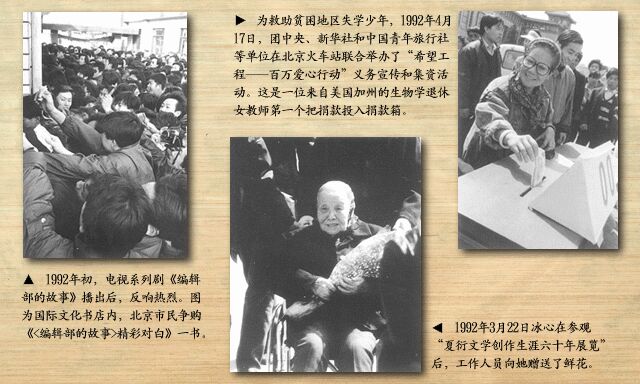 ▶ 为救助贫困地区失学少年，1992年4月
17日，团中央、新华社和中国青年旅行社
等单位在北京火车站联合举办了“希望工
程——百万爱心行动”义务宣传和集资活
动。这是一位来自美国加州的生物学退休
女教师第一个把捐款投入捐款箱。
▲ 1992年初，电视系列剧《编辑
部的故事》播出后，反响热烈。图
为国际文化书店内，北京市民争购
《<编辑部的故事>精彩对白》一书。
◀ 1992年3月22日冰心在参观
“夏衍文学创作生涯六十年展览”
后，工作人员向她赠送了鲜花。